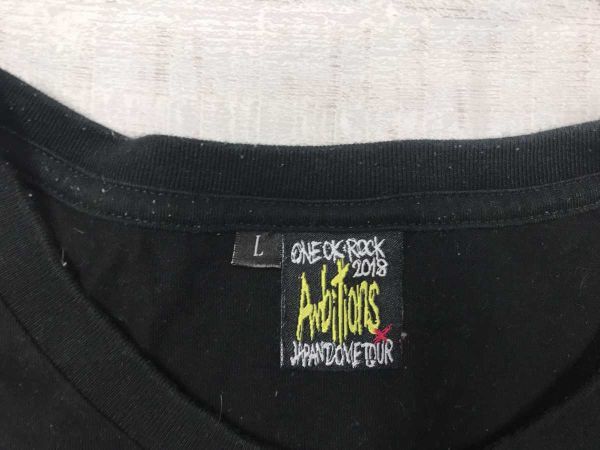 L
ONE OK ROCK
2018
Ambitions
JAPAN DOME TOUR